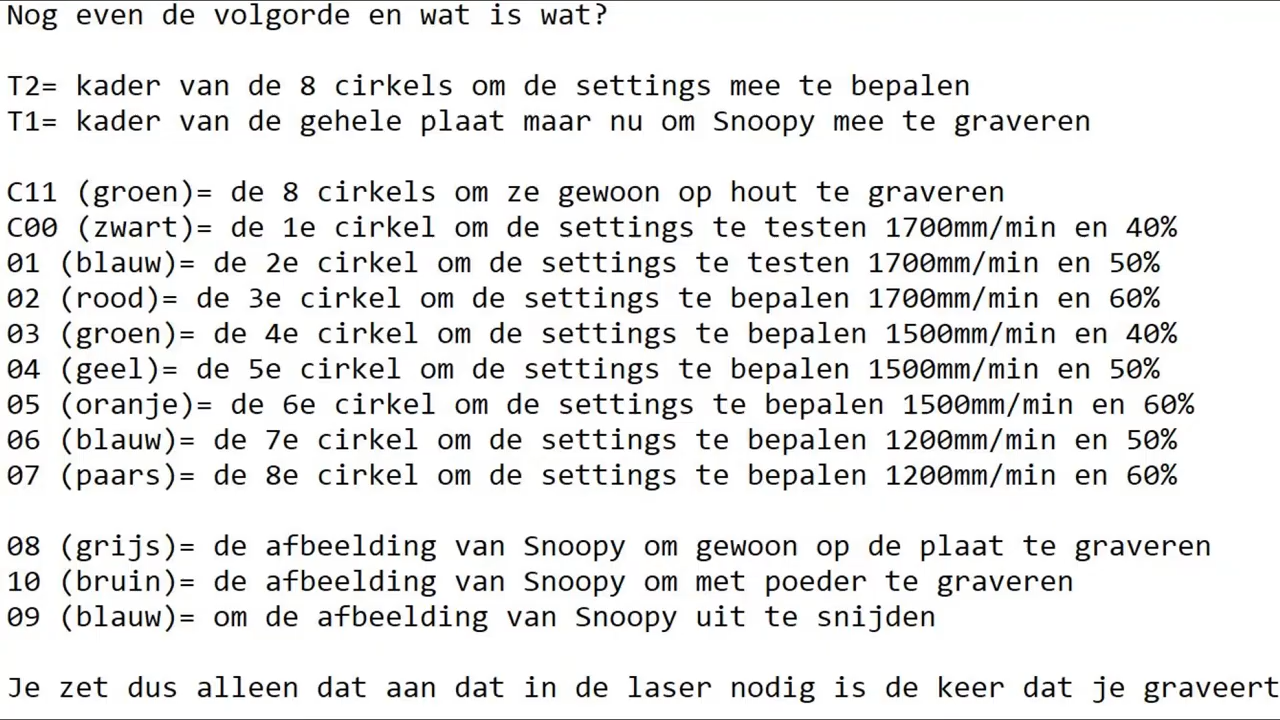 Nog even de volgorde en wat is wat?
T2= kader van de 8 cirkels om de settings mee te bepalen
T1= kader van de gehele plaat maar nu om Snoopy mee te graveren
C11 (groen)= de 8 cirkels om ze gewoon op hout te graveren
C00 (zwart)= de 1e cirkel om de settings te testen 1700mm/min en 40%
01 (blauw)= de 2e cirkel om de settings te testen 1700mm/min en 50%
02 (rood)= de 3e cirkel om de settings te bepalen 1700mm/min en 60%
03 (groen)= de 4e cirkel om de settings te bepalen 1500mm/min en 40%
04 (geel)= de 5e cirkel om de settings te bepalen 1500mm/min en 50%
05 (oranje)= de 6e cirkel om de settings te bepalen 1500mm/min en 60%
06 (blauw)= de 7e cirkel om de settings te bepalen 1200mm/min en 50%
07 (paars)= de 8e cirkel om de settings te bepalen 1200mm/min en 60%
08 (grijs)= de afbeelding van Snoopy om gewoon op de plaat te graveren
10 (bruin)= de afbeelding van Snoopy om met poeder te graveren
09 (blauw)= om de afbeelding van Snoopy uit te snijden
Je zet dus alleen dat aan dat in de laser nodig is de keer dat je graveert